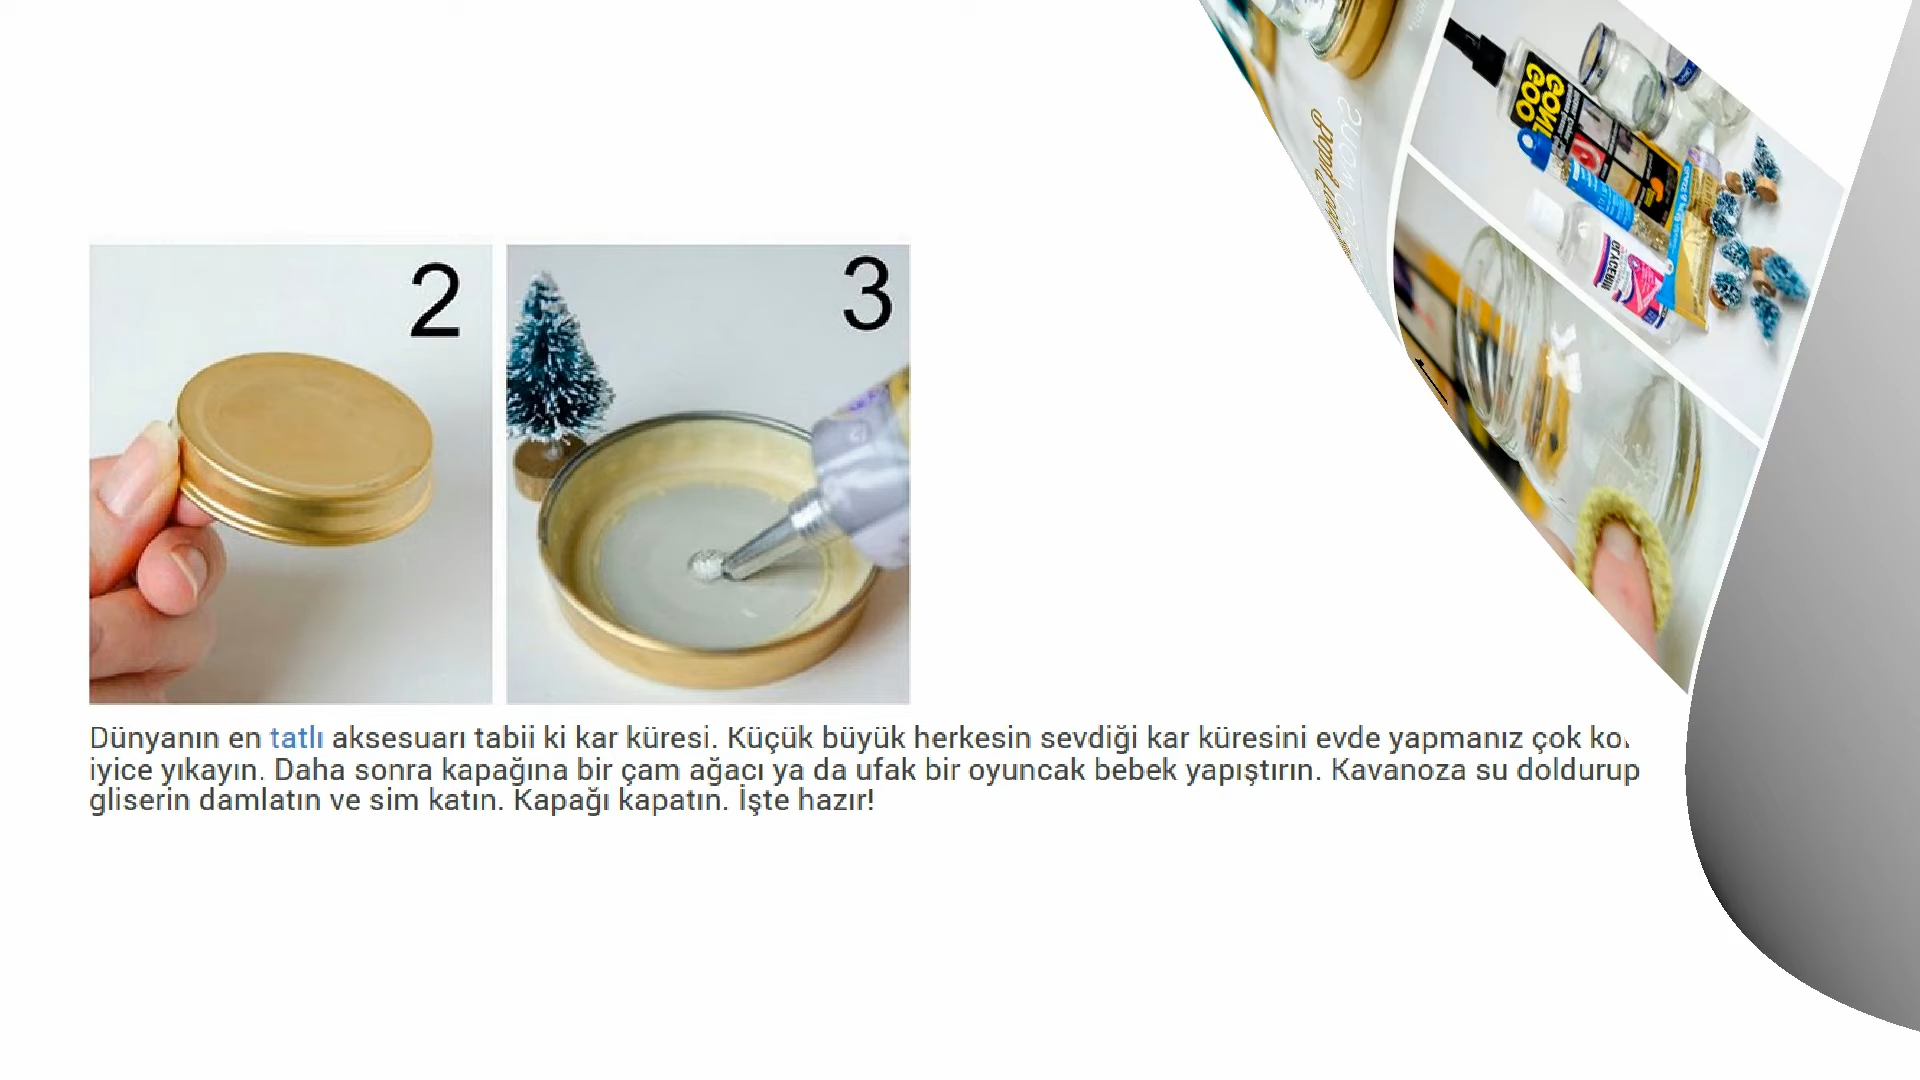 2
3
Dünyanın en tatlı aksesuarı tabii ki kar küresi. Küçük büyük herkesin sevdiği kar küresini evde yapmanız çok
iyice yıkayın. Daha sonra kapağına bir çam ağacı ya da ufak bir oyuncak bebek yapıştırın. Kavanoza su doldurup
gliserin damlatın ve sim katın. Kapağı kapatın. İşte hazır!
GOO
GLYCERIN